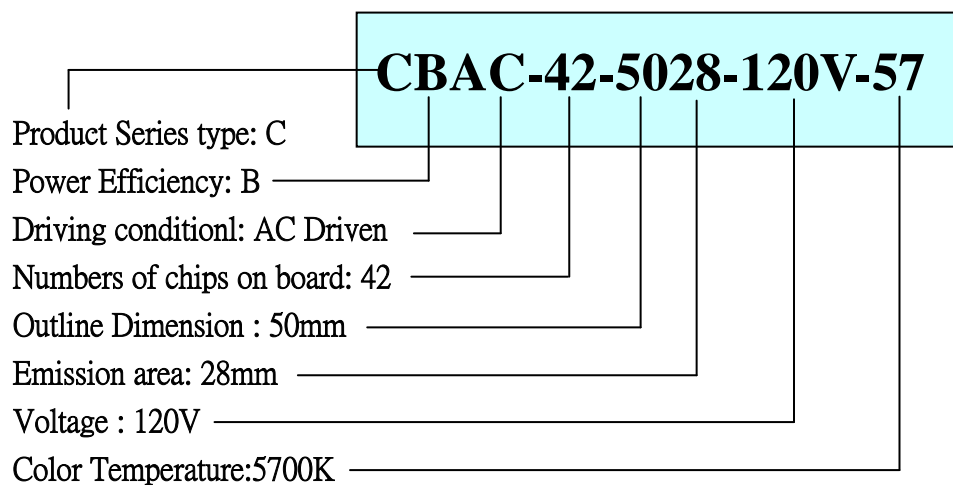 CBAC-42-5028-120V-57
Product Series type: C
Power Efficiency: B
Driving conditionl: AC Driven
Numbers of chips on board: 42
Outline Dimension : 50mm
Emission area: 28mm
Voltage : 120V
Color Temperature:5700K